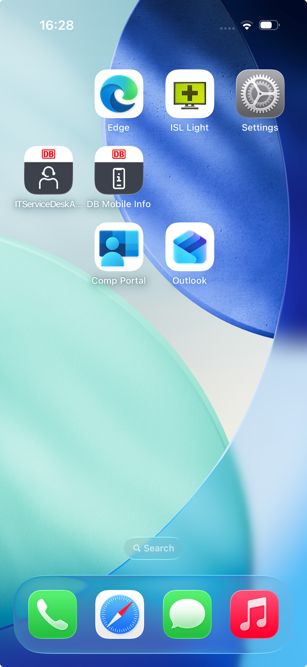 16:28
Edge
ISL Light
Settings
DB
DB
ITServiceDeskA...
DB Mobile Info
Comp Portal
Outlook
Search